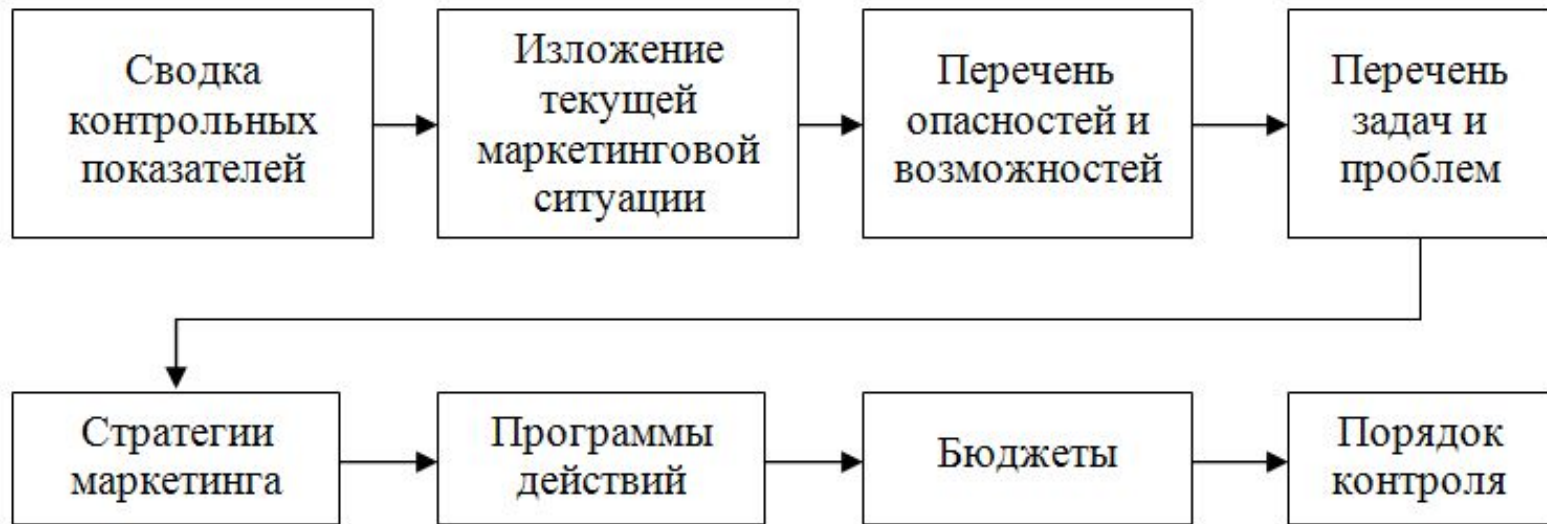 Сводка
контрольных
показателей
Изложение
текущей
маркетинговой
ситуации
Перечень
опасностей и
возможностей
Перечень
задач и
проблем
Стратегии
маркетинга
Программы
действий
Бюджеты
Порядок
контроля